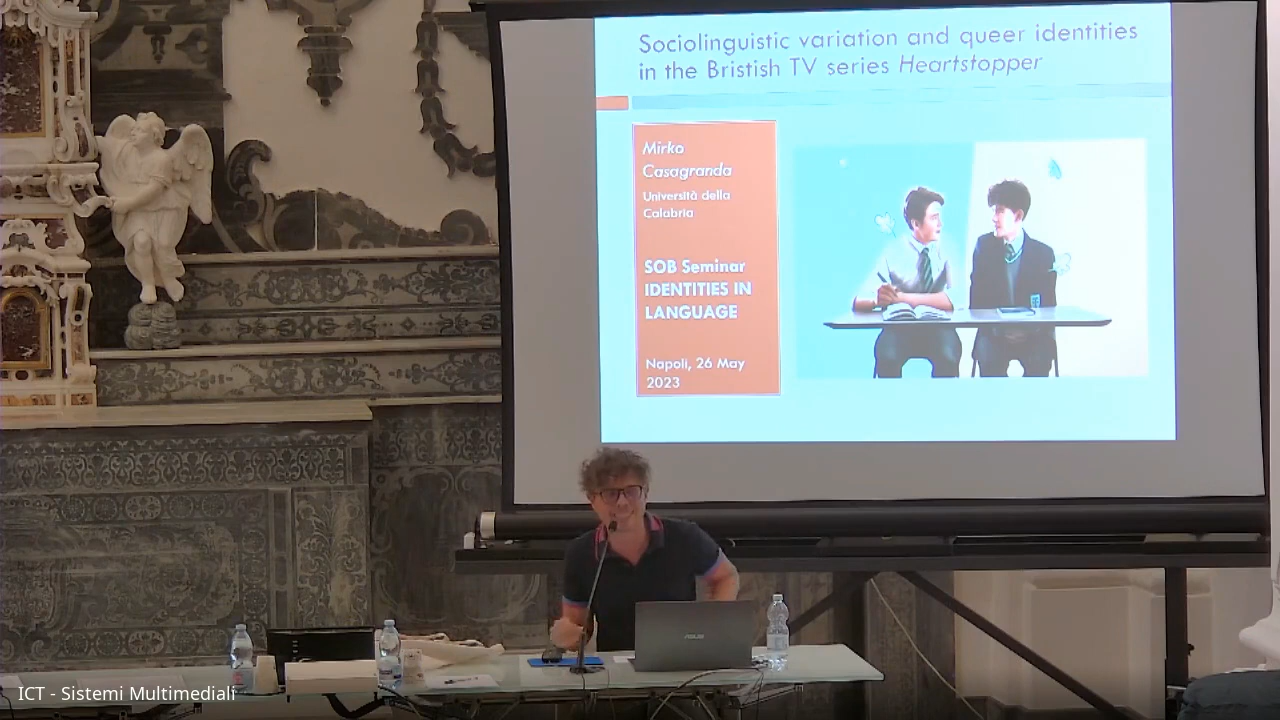 Sociolinguistic variation and queer identities
in the Bristish TV series Heartstopper
Mirko
Casagranda
Università della
Calabria
SOB Seminar
IDENTITIES IN
LANGUAGE
Napoli, 26 May
2023
ASUS
ICT - Sistemi Multimediali